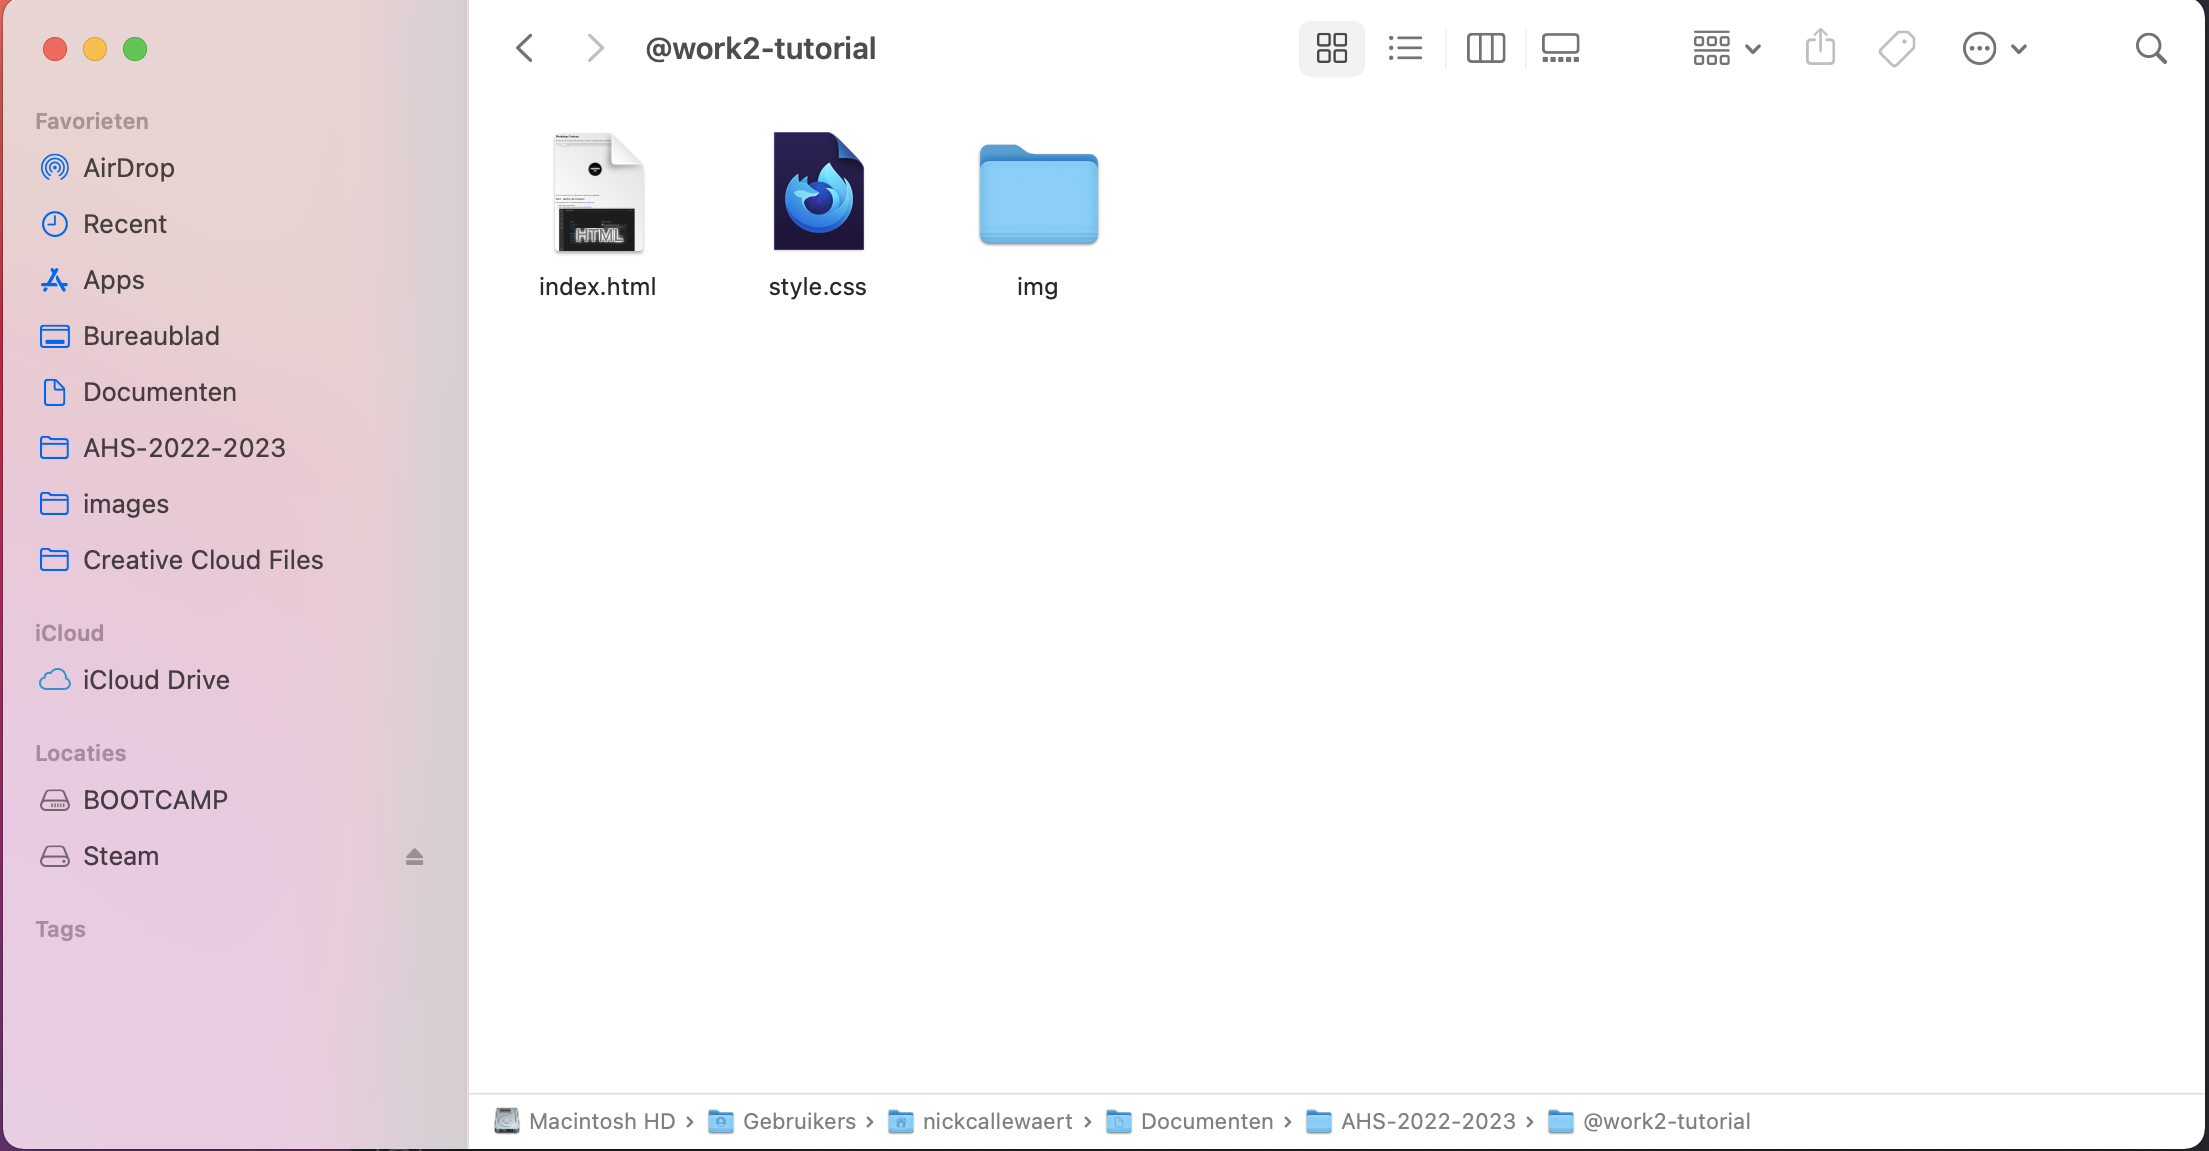 @work2-tutorial
Favorieten
AirDrop
Recent
Apps
Bureaublad
Documenten
AHS-2022-2023
images
Creative Cloud Files
iCloud
iCloud Drive
Locaties
BOOTCAMP
Steam
Tags
HTML
index.html
style.css
img
Macintosh HD › Gebruikers › nickcallewaert › Documenten › AHS-2022-2023 › @work2-tutorial